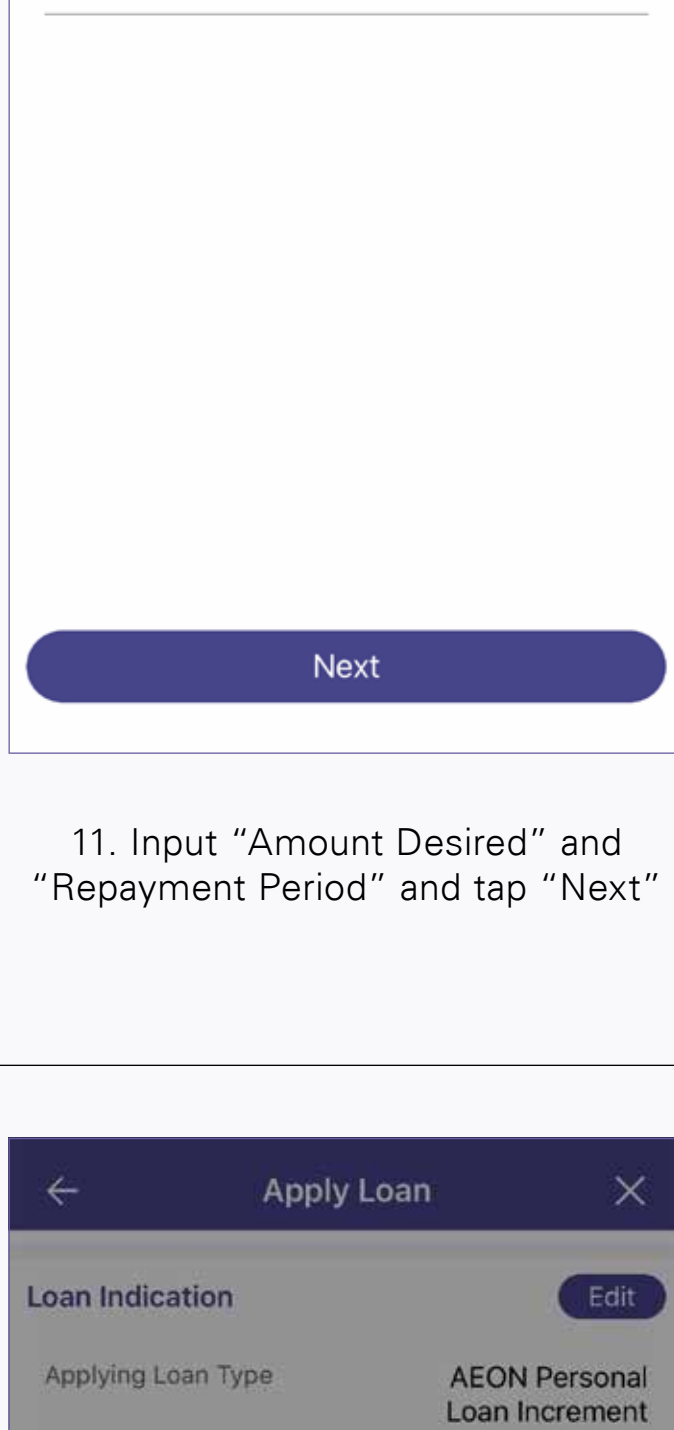 Next
11. Input “Amount Desired” and
“Repayment Period” and tap “Next”
Apply Loan
Loan Indication
Edit
Applying Loan Type
AEON Personal
Loan Increment